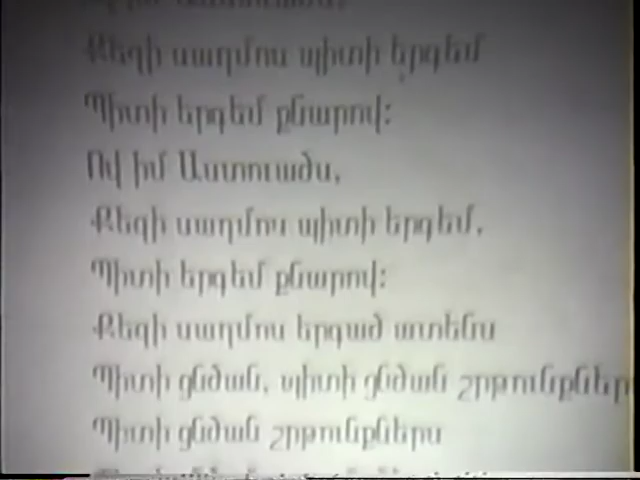 Քեզի սաղմոս պիտի երգեմ
Պիտի երգեմ քնարով։
Ով իմ Աստուածս,
Քեզի սաղմոս պիտի երգեմ,
Պիտի երգեմ քնարով։
Քեզի սաղմոս երգած ատենս
Պիտի ցնծան, պիտի ցնծան շրթունքներ
Պիտի ցնծան շրթունքներս